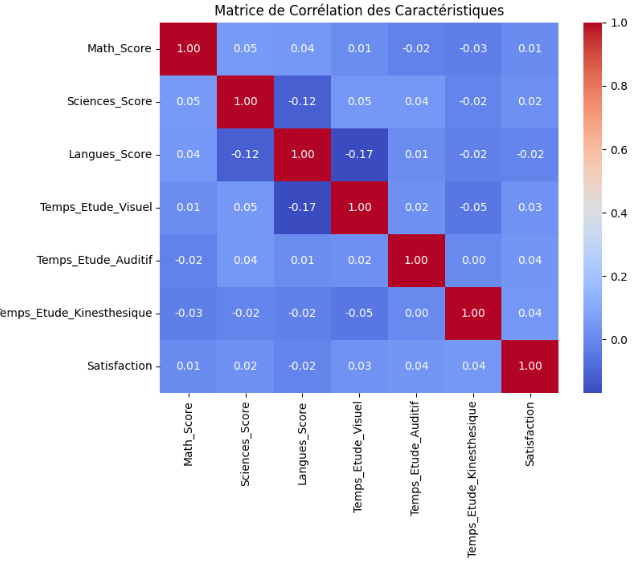 Matrice de Corrélation des Caractéristiques
Math_Score 1.00 0.05 0.04 0.01 -0.02 -0.03 0.01
Sciences_Score 0.05 1.00 -0.12 0.05 0.04 -0.02 0.02
Langues_Score 0.04 -0.12 1.00 -0.17 0.01 -0.02 -0.02
Temps_Etude_Visuel 0.01 0.05 -0.17 1.00 0.02 -0.05 0.03
Temps_Etude_Auditif -0.02 0.04 0.01 0.02 1.00 0.00 0.04
Temps_Etude_Kinesthesique -0.03 -0.02 -0.02 -0.05 0.00 1.00 0.04
Satisfaction 0.01 0.02 -0.02 0.03 0.04 0.04 1.00
Math_Score
Sciences_Score
Langues_Score
Temps_Etude_Visuel
Temps_Etude_Auditif
Temps_Etude_Kinesthesique
Satisfaction
1.0
0.8
0.6
0.4
0.2
0.0